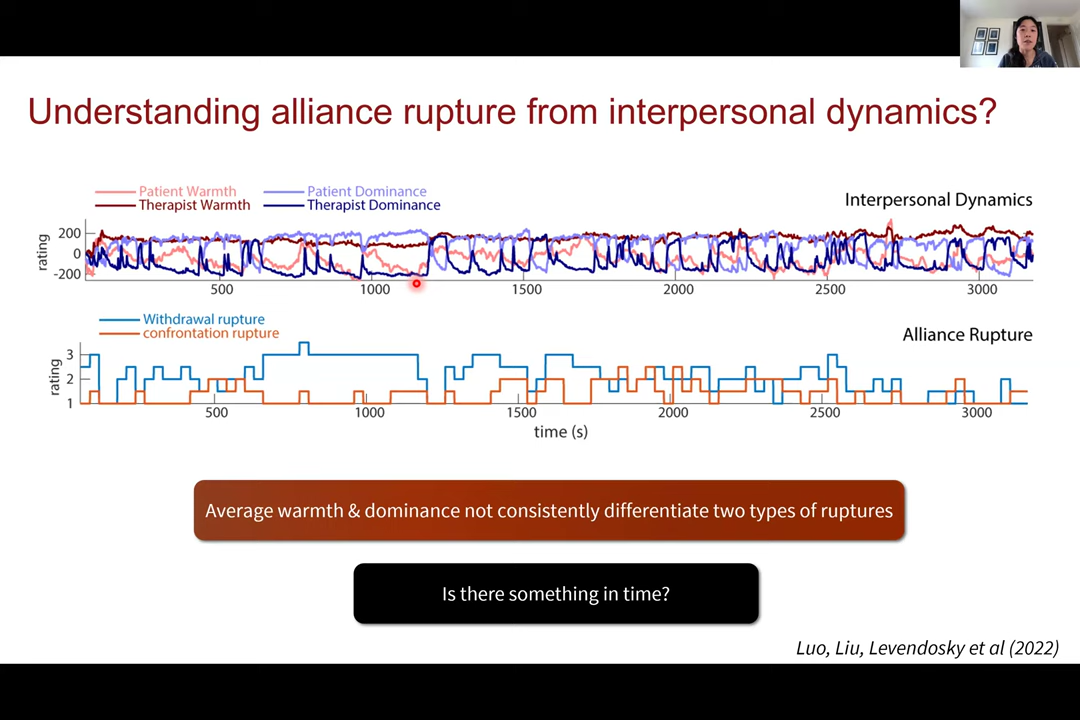 Understanding alliance rupture from interpersonal dynamics?
Patient Warmth Patient Dominance
Therapist Warmth Therapist Dominance
Interpersonal Dynamics
rating
200
0
-200
500 1000 1500 2000 2500 3000
Withdrawal rupture
confrontation rupture
Alliance Rupture
rating
3
2
1
500 1000 1500 2000 2500 3000
time (s)
Average warmth & dominance not consistently differentiate two types of ruptures
Is there something in time?
Luo, Liu, Levendosky et al (2022)